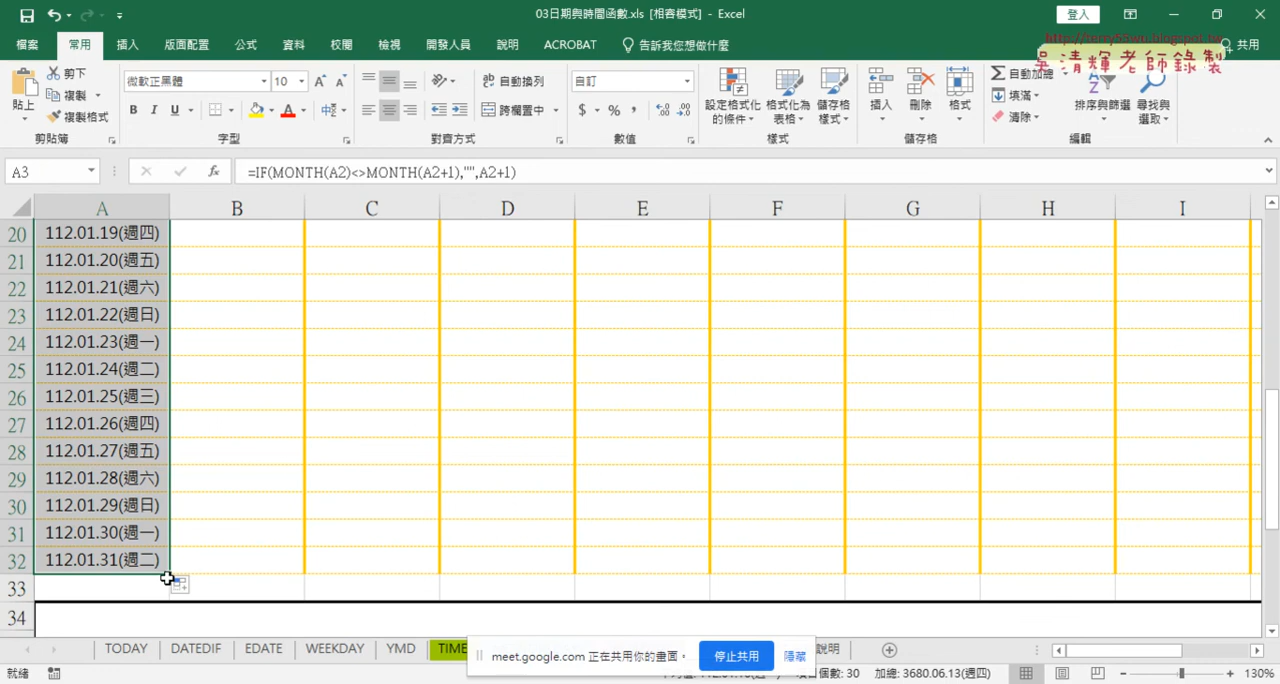 03日期與時間函數.xls [相容模式] - Excel
登入
檔案 常用 插入 版面配置 公式 資料 校閱 檢視 開發人員 說明 ACROBAT 告訴我您想做什麼 共用
http://terry55wu.blogspot.tw
吳清輝老師錄製
貼上 剪下 複製 複製格式 剪貼簿
微軟正黑體 10 B I U 字型
自動換列 跨欄置中 對齊方式
自訂 $ % 數值
設定格式化的條件 格式化為表格 儲存格樣式 樣式
插入 刪除 格式 儲存格
自動加總 填滿 清除 排序與篩選 尋找與選取 編輯
A3 fx =IF(MONTH(A2)<>MONTH(A2+1),"",A2+1)
A B C D E F G H I
20 112.01.19(週四)
21 112.01.20(週五)
22 112.01.21(週六)
23 112.01.22(週日)
24 112.01.23(週一)
25 112.01.24(週二)
26 112.01.25(週三)
27 112.01.26(週四)
28 112.01.27(週五)
29 112.01.28(週六)
30 112.01.29(週日)
31 112.01.30(週一)
32 112.01.31(週二)
33
34
TODAY DATEDIF EDATE WEEKDAY YMD TIME 說明
meet.google.com 正在共用你的畫面。 停止共用 隱藏
就緒 項目個數: 30 加總: 3680.06.13(週四) 130%